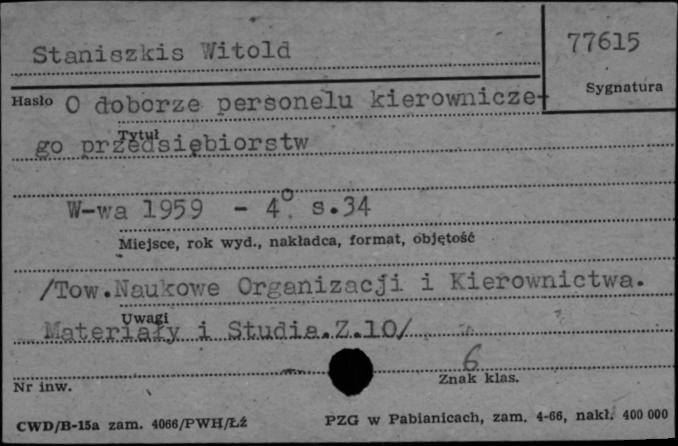 Staniszkis Witold
77615
Sygnatura
Hasło O doborze personelu kierownicze-
Tytuł
go przedsiębiorstw
W-wa 1959 - 4°. s.34
Miejsce, rok wyd., nakładca, format, objętość
/Tow.Naukowe Organizacji i Kierownictwa.
Uwagi
Materiały i Studia.Z.10/
6
Nr inw.
Znak klas.
CWD/B-15a zam. 4066/PWH/Łź
PZG w Pabianicach, zam. 4-66, nakł. 400 000